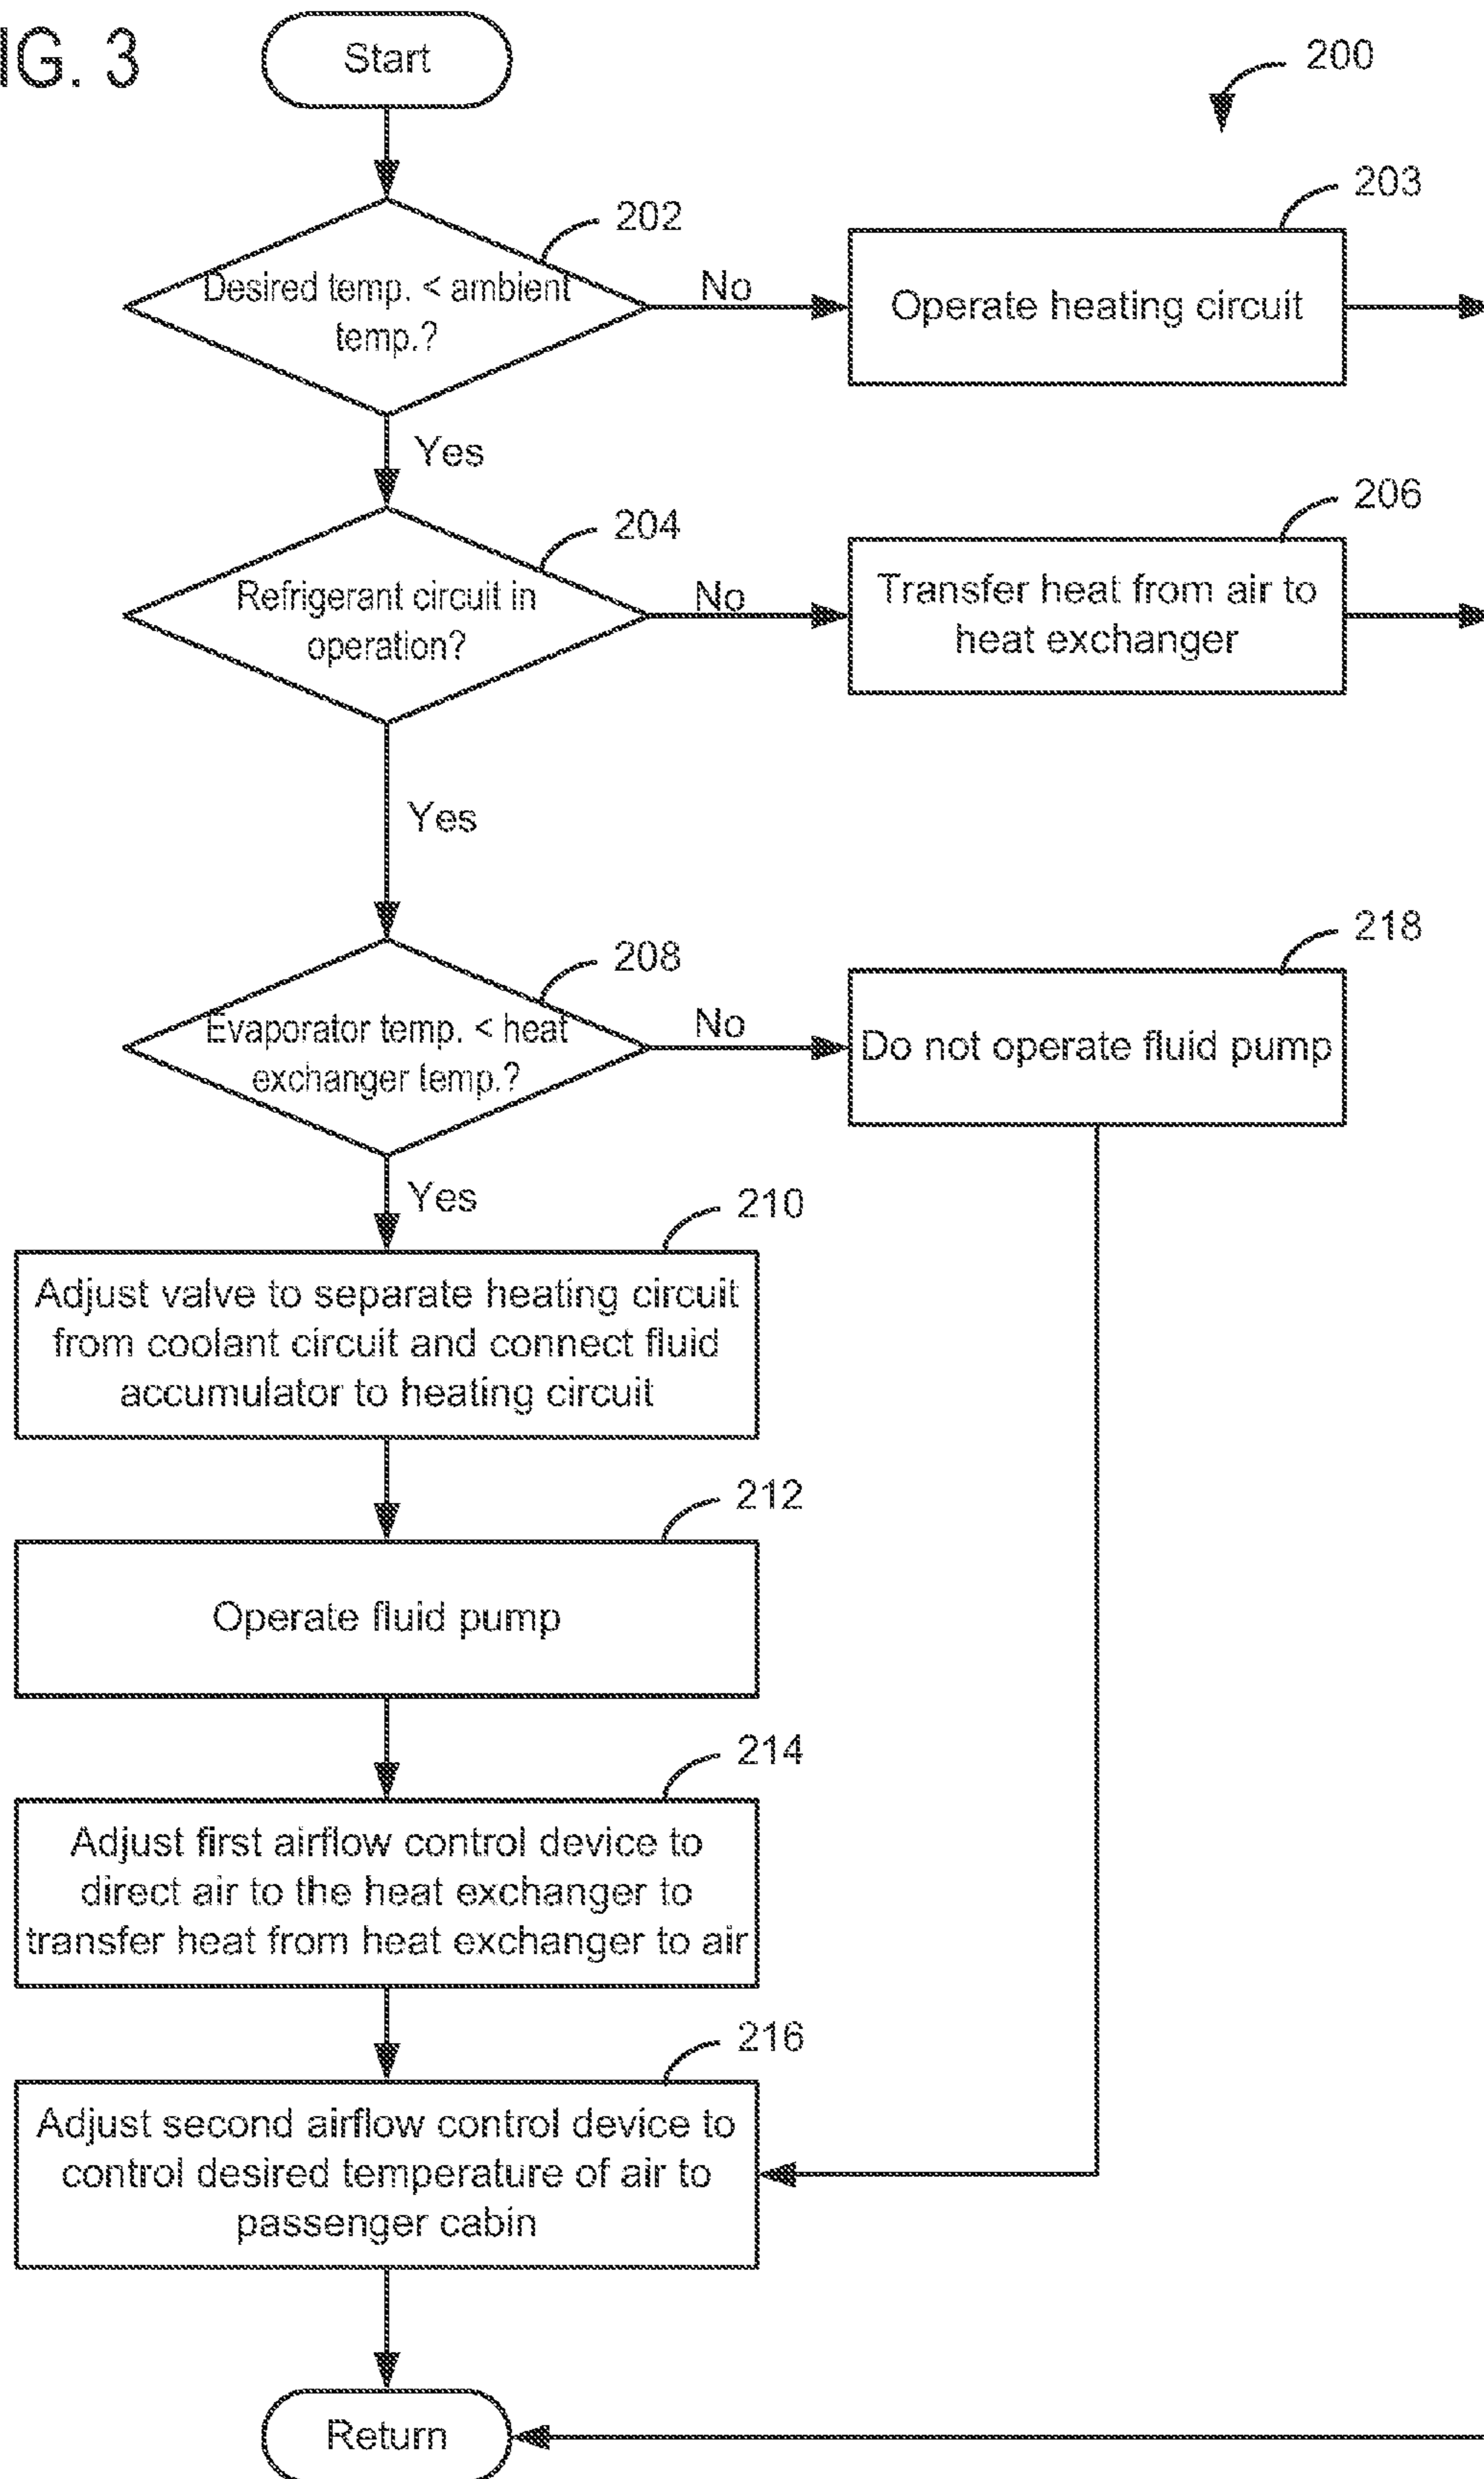 IG. 3
Start
200
202
203
Desired temp. < ambient
temp.?
No
Operate heating circuit
Yes
204
206
Refrigerant circuit in
operation?
No
Transfer heat from air to
heat exchanger
Yes
208
218
Evaporator temp. < heat
exchanger temp.?
No
Do not operate fluid pump
Yes
210
Adjust valve to separate heating circuit
from coolant circuit and connect fluid
accumulator to heating circuit
212
Operate fluid pump
214
Adjust first airflow control device to
direct air to the heat exchanger to
transfer heat from heat exchanger to air
216
Adjust second airflow control device to
control desired temperature of air to
passenger cabin
Return